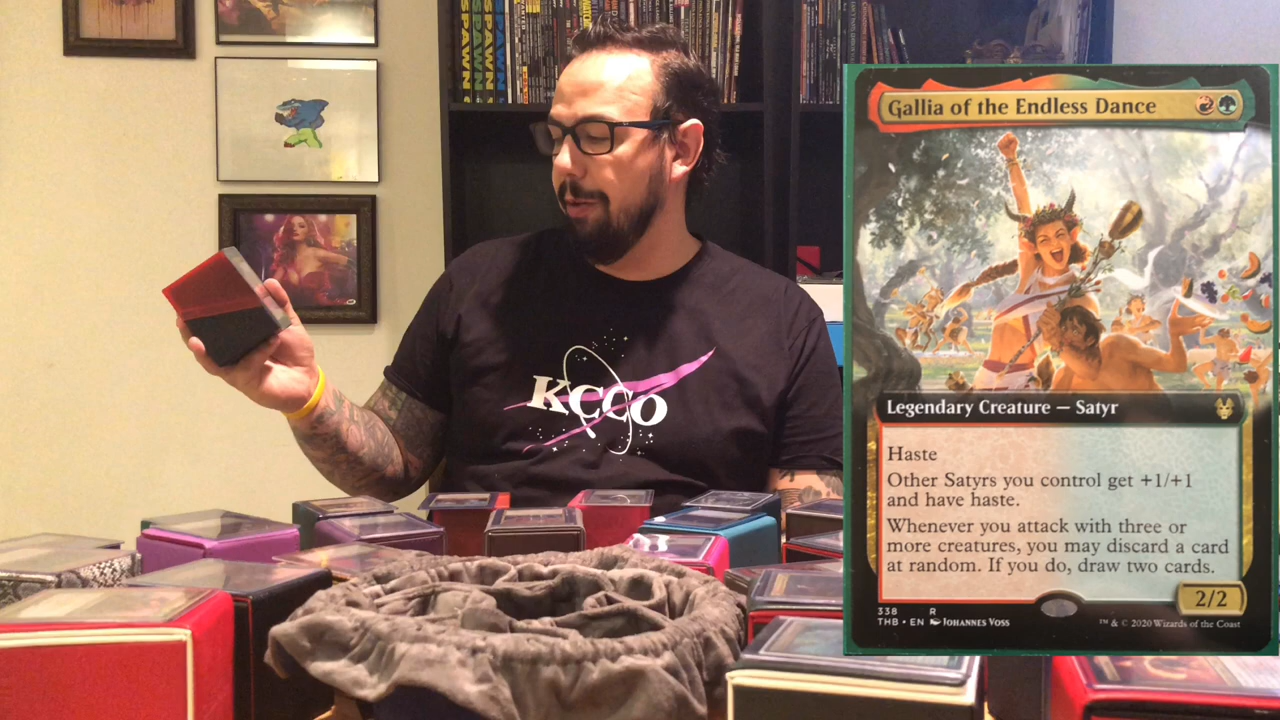 SPAWN
SPAWN
SPAWN
KCCO
Gallia of the Endless Dance
Legendary Creature — Satyr
Haste
Other Satyrs you control get +1/+1
and have haste.
Whenever you attack with three or
more creatures, you may discard a card
at random. If you do, draw two cards.
2/2
338 R
THB • EN Johannes Voss
™ & © 2020 Wizards of the Coast